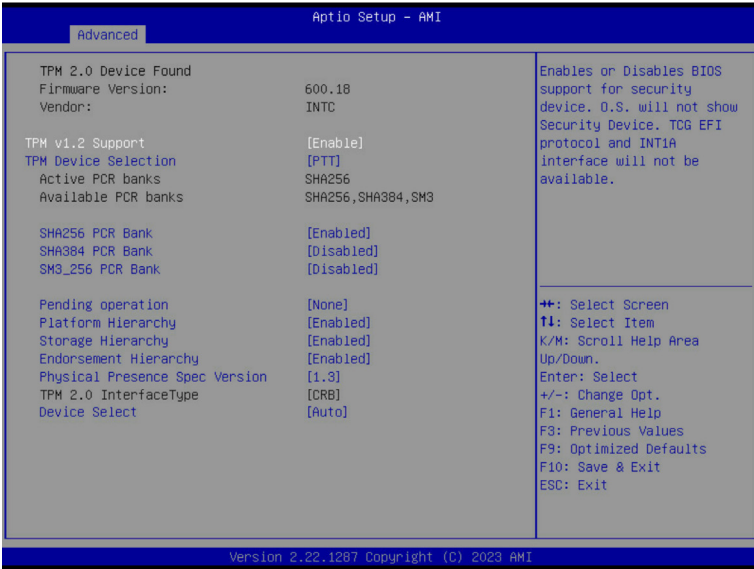 Aptio Setup – AMI
Advanced
TPM 2.0 Device Found
Firmware Version: 600.18
Vendor: INTC
TPM v1.2 Support [Enable]
TPM Device Selection [PTT]
Active PCR banks SHA256
Available PCR banks SHA256,SHA384,SM3
SHA256 PCR Bank [Enabled]
SHA384 PCR Bank [Disabled]
SM3_256 PCR Bank [Disabled]
Pending operation [None]
Platform Hierarchy [Enabled]
Storage Hierarchy [Enabled]
Endorsement Hierarchy [Enabled]
Physical Presence Spec Version [1.3]
TPM 2.0 InterfaceType [CRB]
Device Select [Auto]
Enables or Disables BIOS
support for security
device. O.S. will not show
Security Device. TCG EFI
protocol and INT1A
interface will not be
available.
→←: Select Screen
↑↓: Select Item
K/M: Scroll Help Area
Up/Down.
Enter: Select
+/-: Change Opt.
F1: General Help
F3: Previous Values
F9: Optimized Defaults
F10: Save & Exit
ESC: Exit
Version 2.22.1287 Copyright (C) 2023 AMI